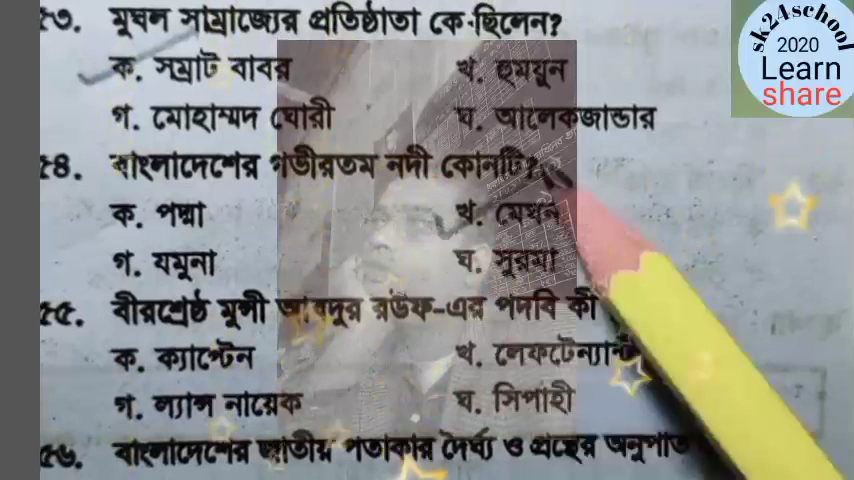 ৫৩. মুঘল সাম্রাজ্যের প্রতিষ্ঠাতা কে ছিলেন?
ক. সম্রাট বাবর খ. হুমযুন
গ. মোহাম্মদ ঘোরী ঘ. আলেকজান্ডার
৫৪. বাংলাদেশের গভীরতম নদী কোনটি?
ক. পদ্মা খ. মেঘনা
গ. যমুনা ঘ. সুরমা
৫৫. বীরশ্রেষ্ঠ মুন্সী আবদুর রউফ-এর পদবি কী
ক. ক্যাপ্টেন খ. লেফটেন্যান্ট
গ. ল্যান্স নায়েক ঘ. সিপাহী
৫৬. বাংলাদেশের জাতীয় পতাকার দৈর্ঘ্য ও প্রস্থের অনুপাত
sk24school
2020
Learn
share